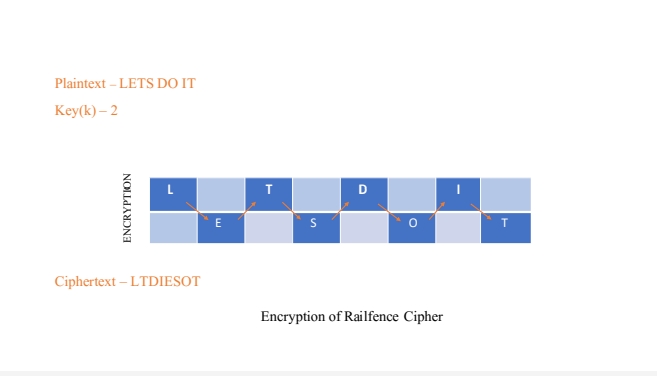 Plaintext – LETS DO IT
Key(k) – 2
ENCRYPTION
L T D I
E S O T
Ciphertext – LTDIESOT
Encryption of Railfence Cipher